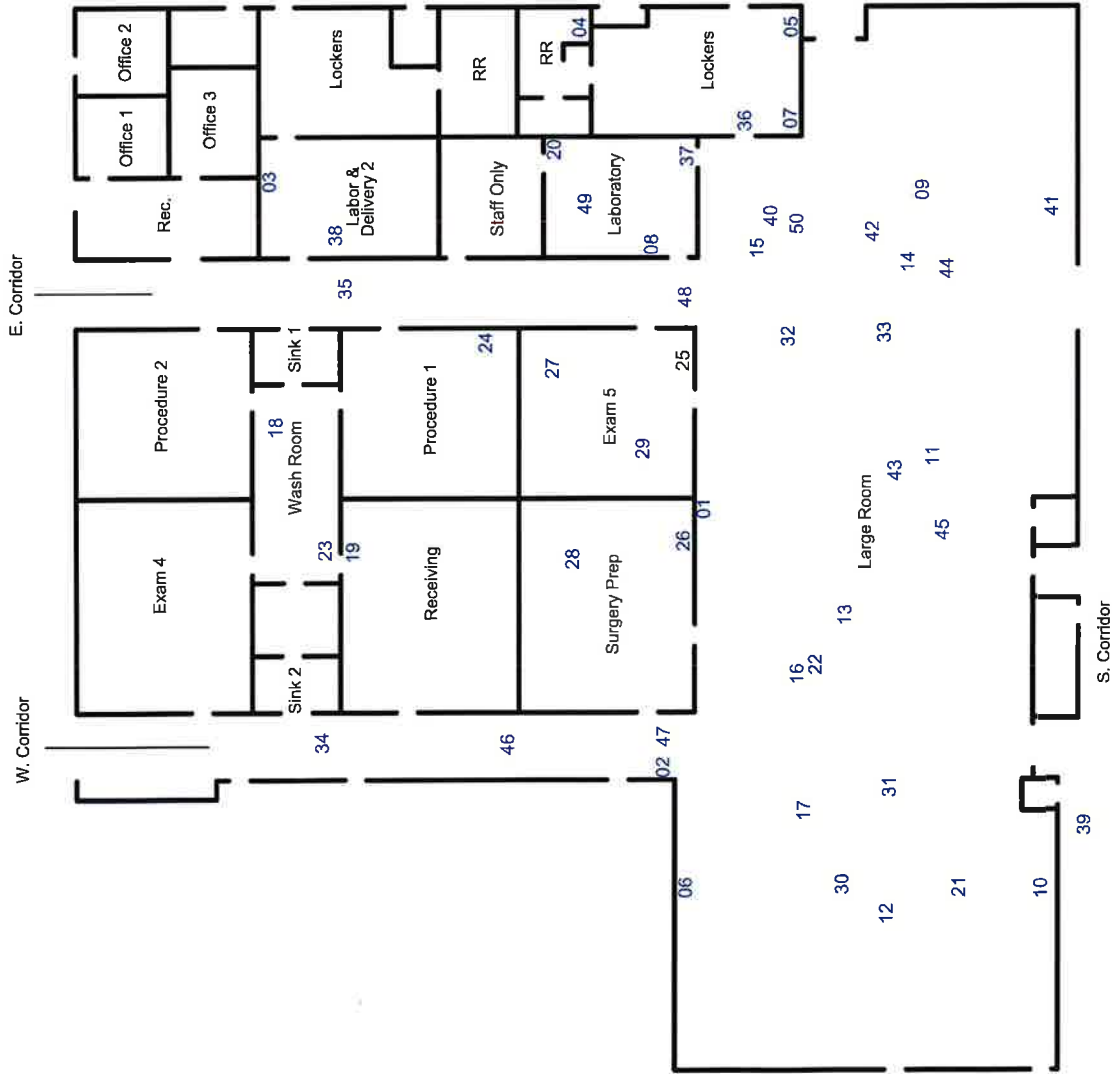 W. Corridor
E. Corridor
Office 2
Office 1
Office 3
Rec.
Lockers
RR
RR
04
Lockers
05
Exam 4
Procedure 2
03
Labor &
Delivery 2
38
Staff Only
20
49
Laboratory
08
37
36
07
Sink 2
23
Wash Room
18
Sink 1
34
19
35
Receiving
Procedure 1
24
46
28
Surgery Prep
26
01
27
Exam 5
29
25
48
02
47
06
17
16
22
13
32
15
40
50
30
12
31
Large Room
43
33
14
42
09
21
45
11
44
10
39
41
S. Corridor